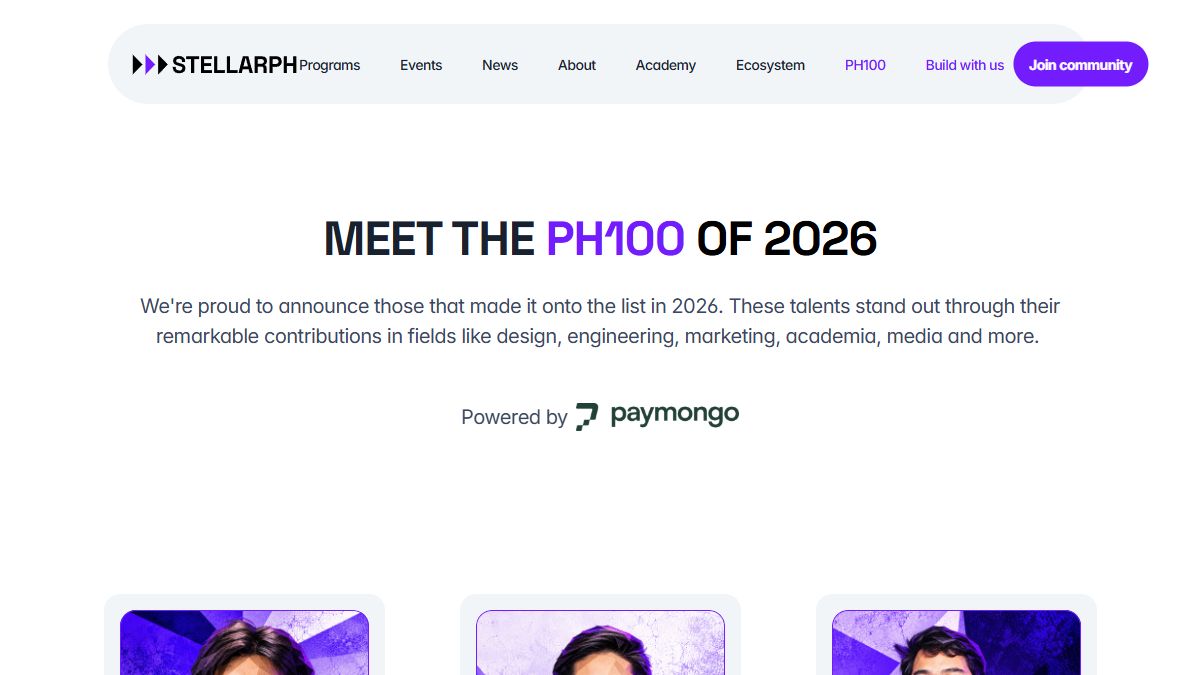 STELLARPH Programs Events News About Academy Ecosystem PH100 Build with us Join community
MEET THE PH100 OF 2026
We're proud to announce those that made it onto the list in 2026. These talents stand out through their
remarkable contributions in fields like design, engineering, marketing, academia, media and more.
Powered by paymongo